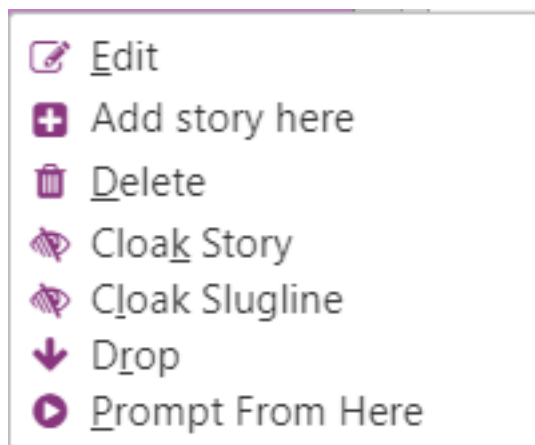 Edit
Add story here
Delete
Cloak Story
Cloak Slugline
Drop
Prompt From Here